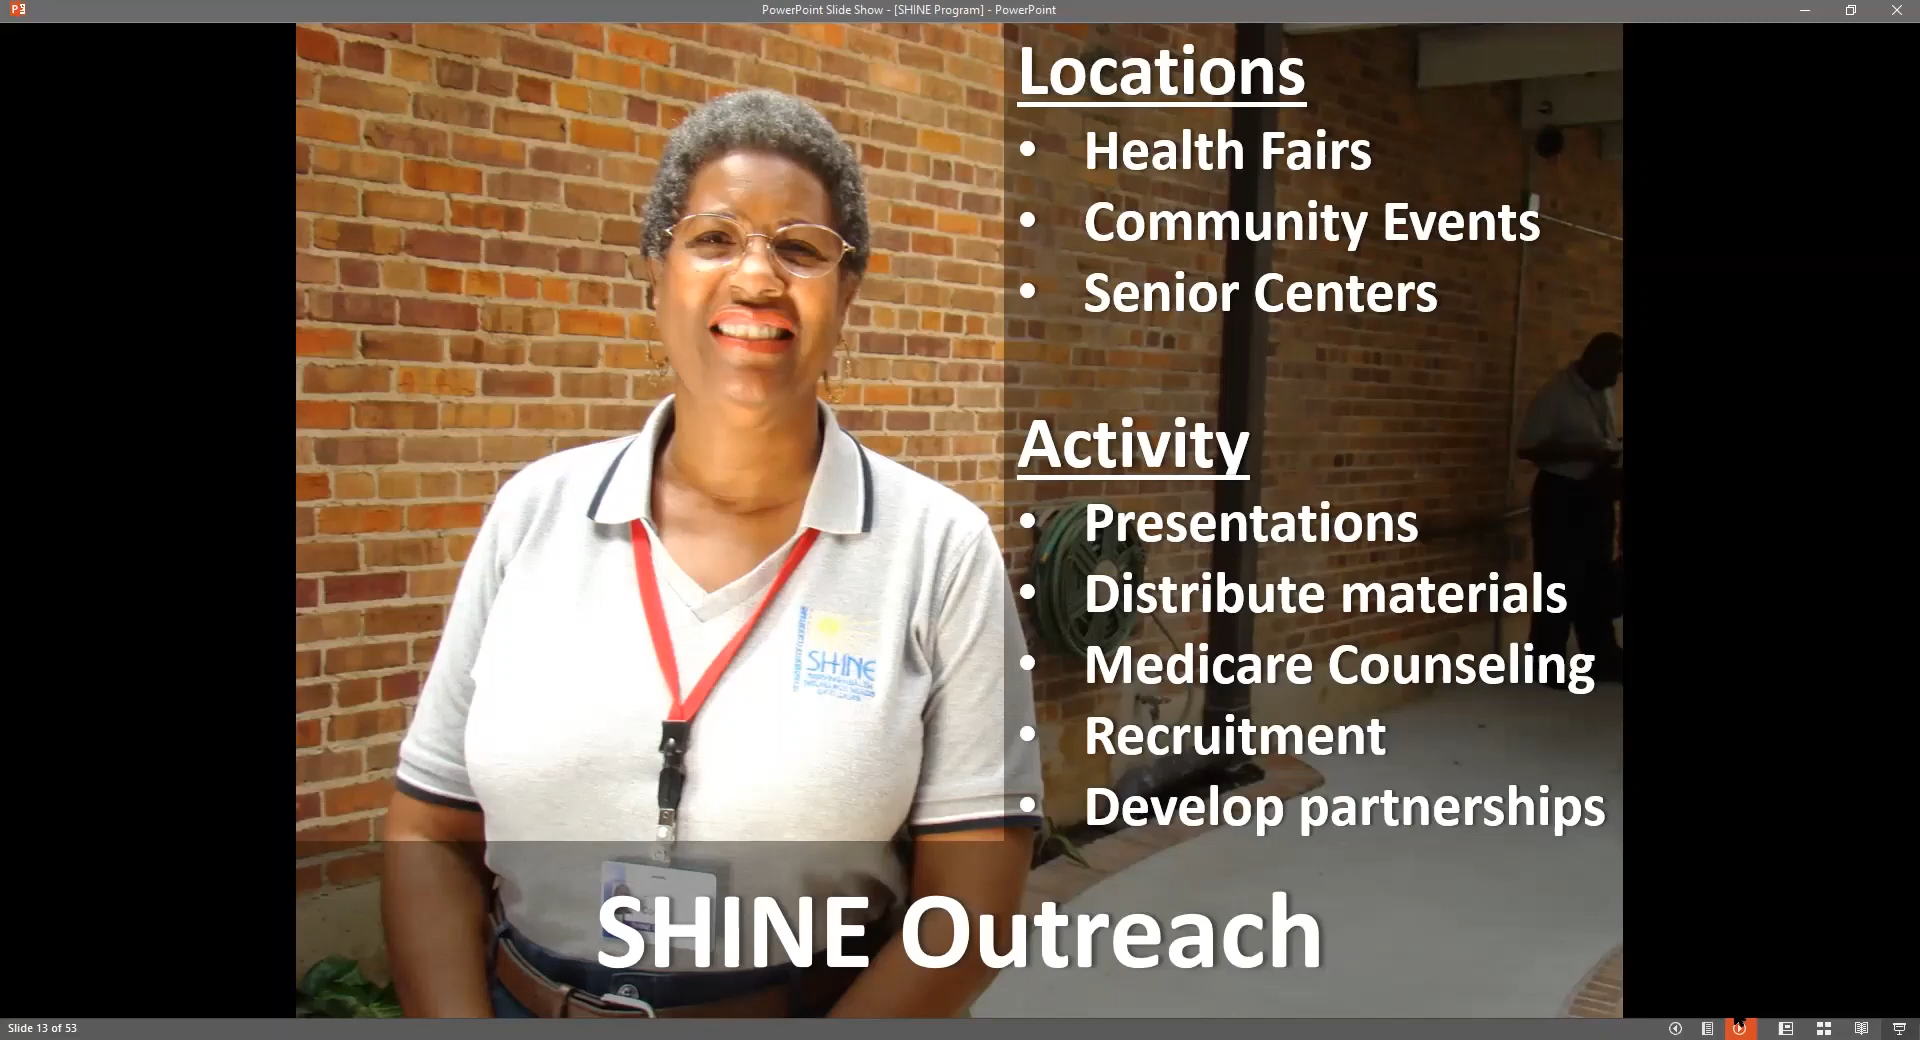 PowerPoint Slide Show - [SHINE Program] - PowerPoint
Locations
• Health Fairs
• Community Events
• Senior Centers
Activity
• Presentations
• Distribute materials
• Medicare Counseling
• Recruitment
• Develop partnerships
SHINE
SHINE Outreach
Slide 13 of 53